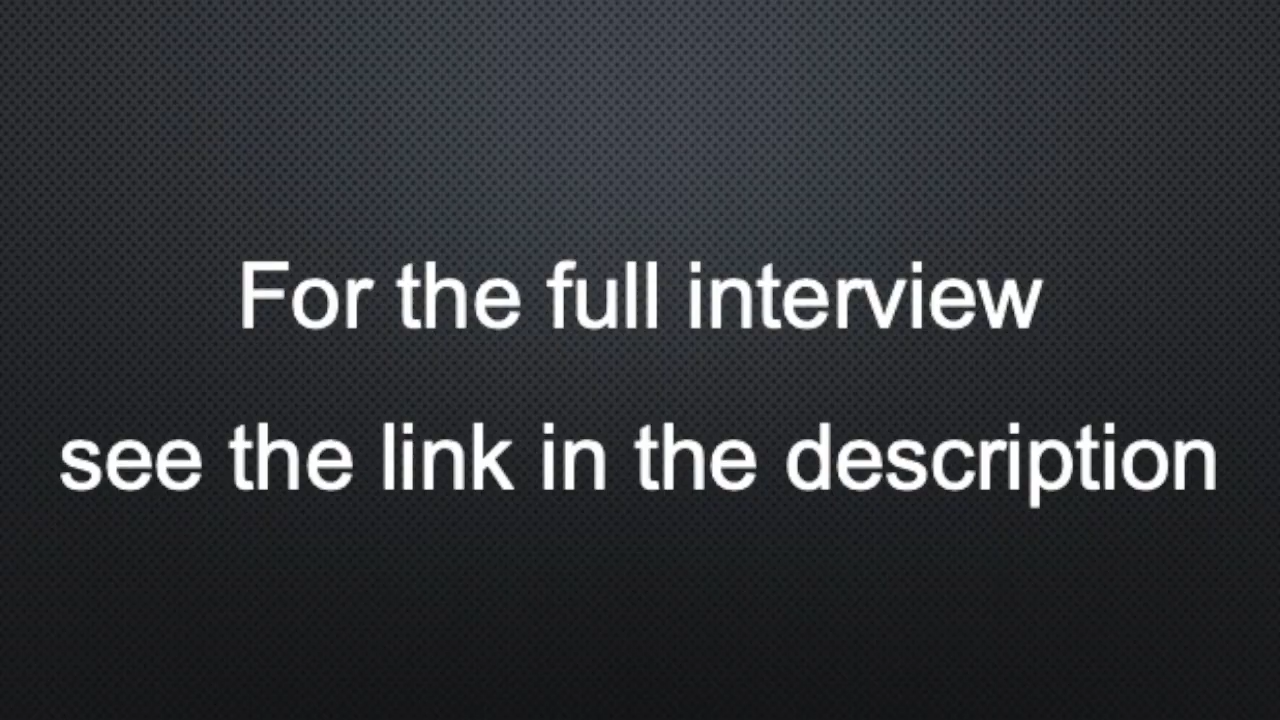 For the full interview
see the link in the description